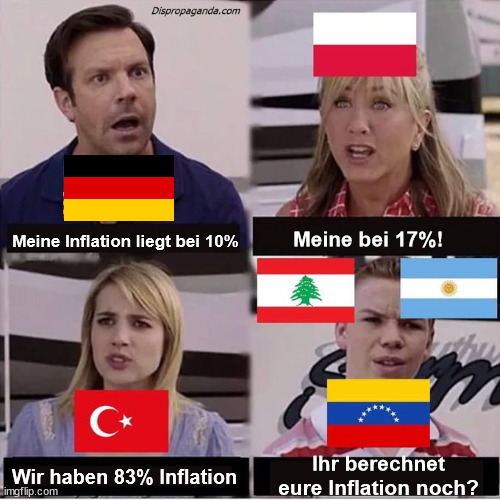 Dispropaganda.com
Meine Inflation liegt bei 10%
Meine bei 17%!
Wir haben 83% Inflation
Ihr berechnet
eure Inflation noch?
imgflip.com